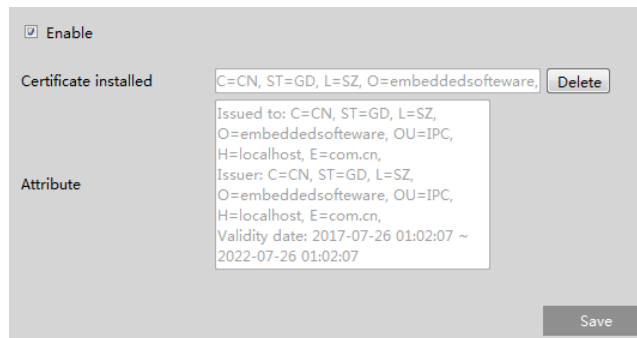 Enable
Certificate installed
C=CN, ST=GD, L=SZ, O=embeddedsofteware,
Delete
Attribute
Issued to: C=CN, ST=GD, L=SZ,
O=embeddedsofteware, OU=IPC,
H=localhost, E=com.cn,
Issuer: C=CN, ST=GD, L=SZ,
O=embeddedsofteware, OU=IPC,
H=localhost, E=com.cn,
Validity date: 2017-07-26 01:02:07 ~
2022-07-26 01:02:07
Save